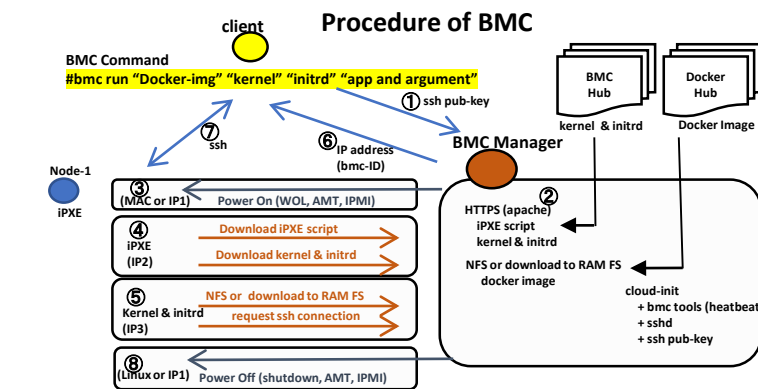 Procedure of BMC
client
BMC Command
#bmc run “Docker-img” “kernel” “initrd” “app and argument”
① ssh pub-key
BMC
Hub
Docker
Hub
kernel & initrd
Docker Image
⑦
ssh
⑥
IP address
(bmc-ID)
BMC Manager
Node-1
iPXE
③
(MAC or IP1)
Power On (WOL, AMT, IPMI)
②
HTTPS (apache)
iPXE script
kernel & initrd
④
iPXE
(IP2)
Download iPXE script
Download kernel & initrd
NFS or download to RAM FS
docker image
⑤
Kernel & initrd
(IP3)
NFS or download to RAM FS
request ssh connection
cloud-init
+ bmc tools (heatbeat
+ sshd
+ ssh pub-key
⑧
(Linux or IP1)
Power Off (shutdown, AMT, IPMI)